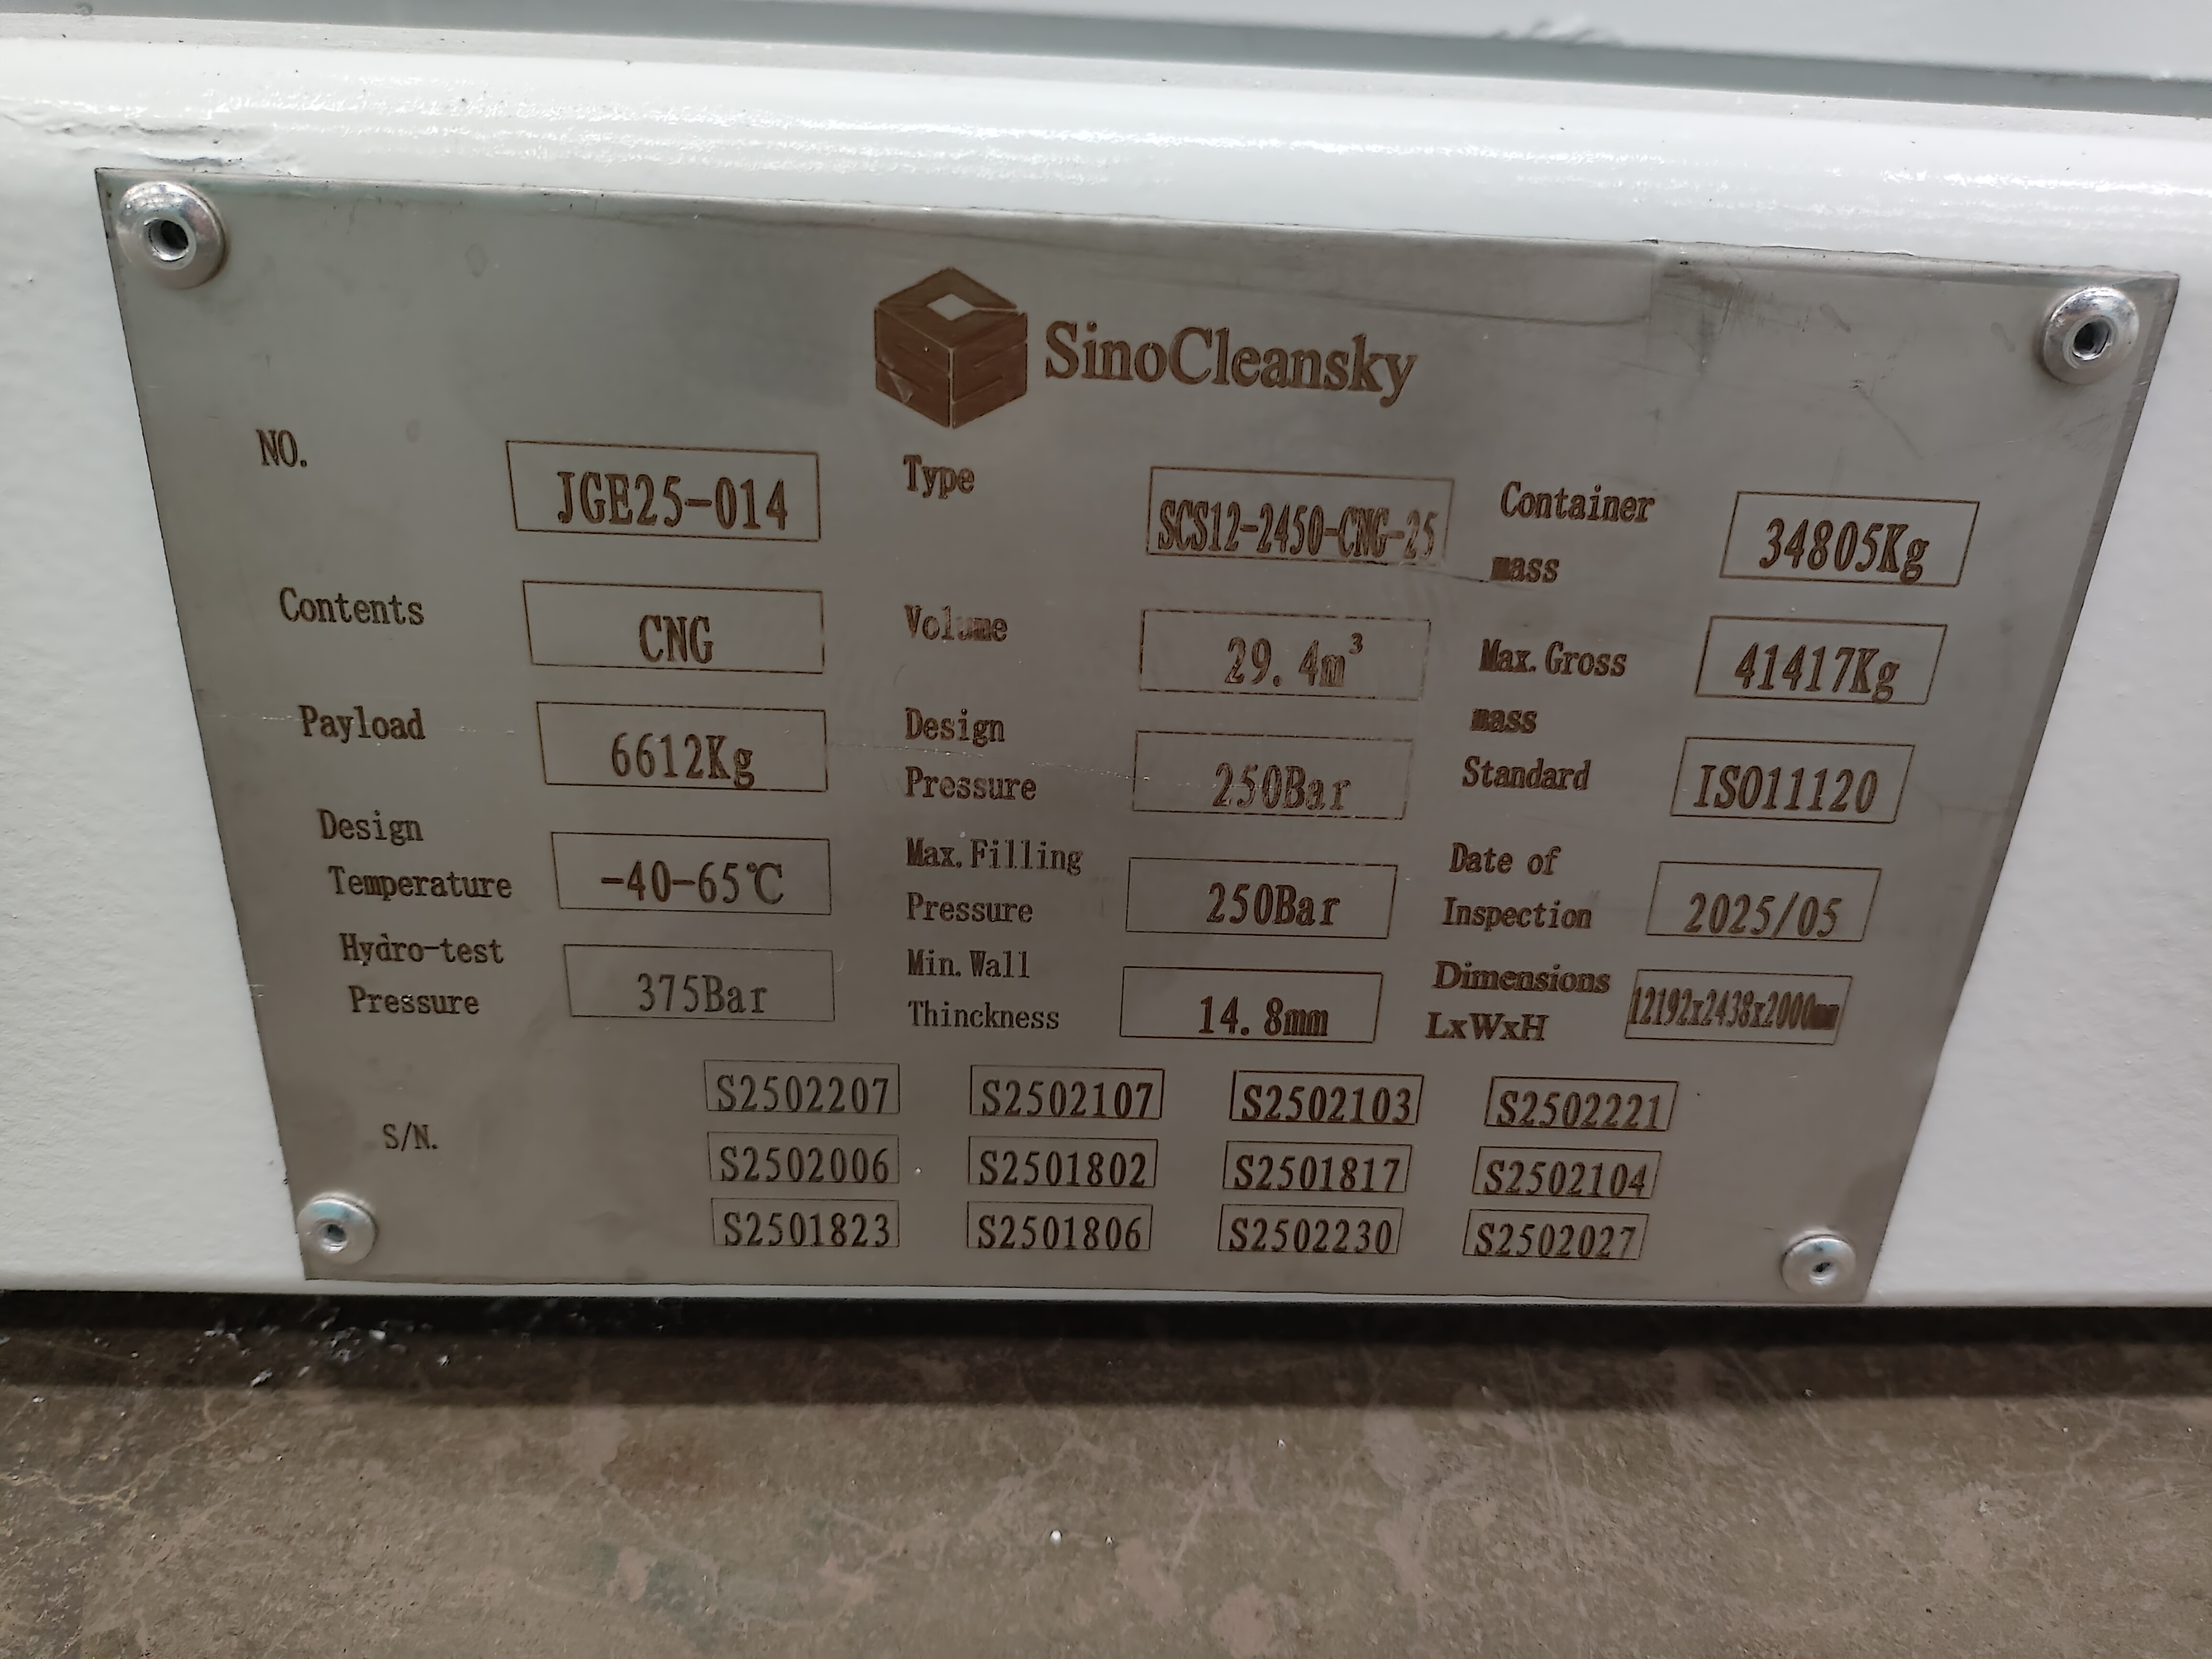 SinoCleansky
NO. JGE25-014 Type SCS12-2450-CNG-25 Container mass 34805Kg
Contents CNG Volume 29.4m³ Max.Gross mass 41417Kg
Payload 6612Kg Design Pressure 250Bar Standard ISO11120
Design Temperature -40-65℃ Max.Filling Pressure 250Bar Date of Inspection 2025/05
Hydro-test Pressure 375Bar Min.Wall Thinckness 14.8mm Dimensions LxWxH 12192x2438x2000mm
S/N.
S2502207 S2502107 S2502103 S2502221
S2502006 S2501802 S2501817 S2502104
S2501823 S2501806 S2502230 S2502027